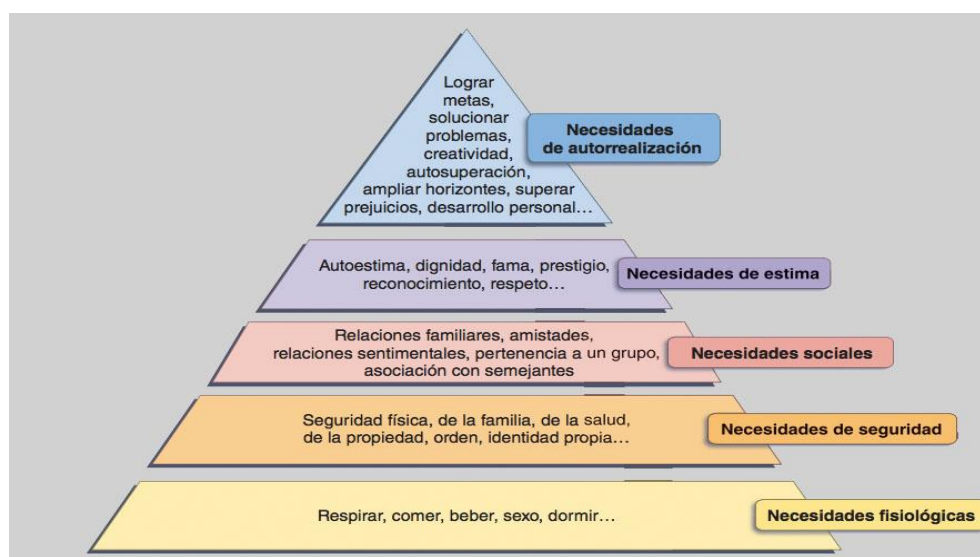 Lograr
metas,
solucionar
problemas,
creatividad,
autosuperación,
ampliar horizontes, superar
prejuicios, desarrollo personal...
Necesidades
de autorrealización
Autoestima, dignidad, fama, prestigio,
reconocimiento, respeto...
Necesidades de estima
Relaciones familiares, amistades,
relaciones sentimentales, pertenencia a un grupo,
asociación con semejantes
Necesidades sociales
Seguridad física, de la familia, de la salud,
de la propiedad, orden, identidad propia...
Necesidades de seguridad
Respirar, comer, beber, sexo, dormir...
Necesidades fisiológicas